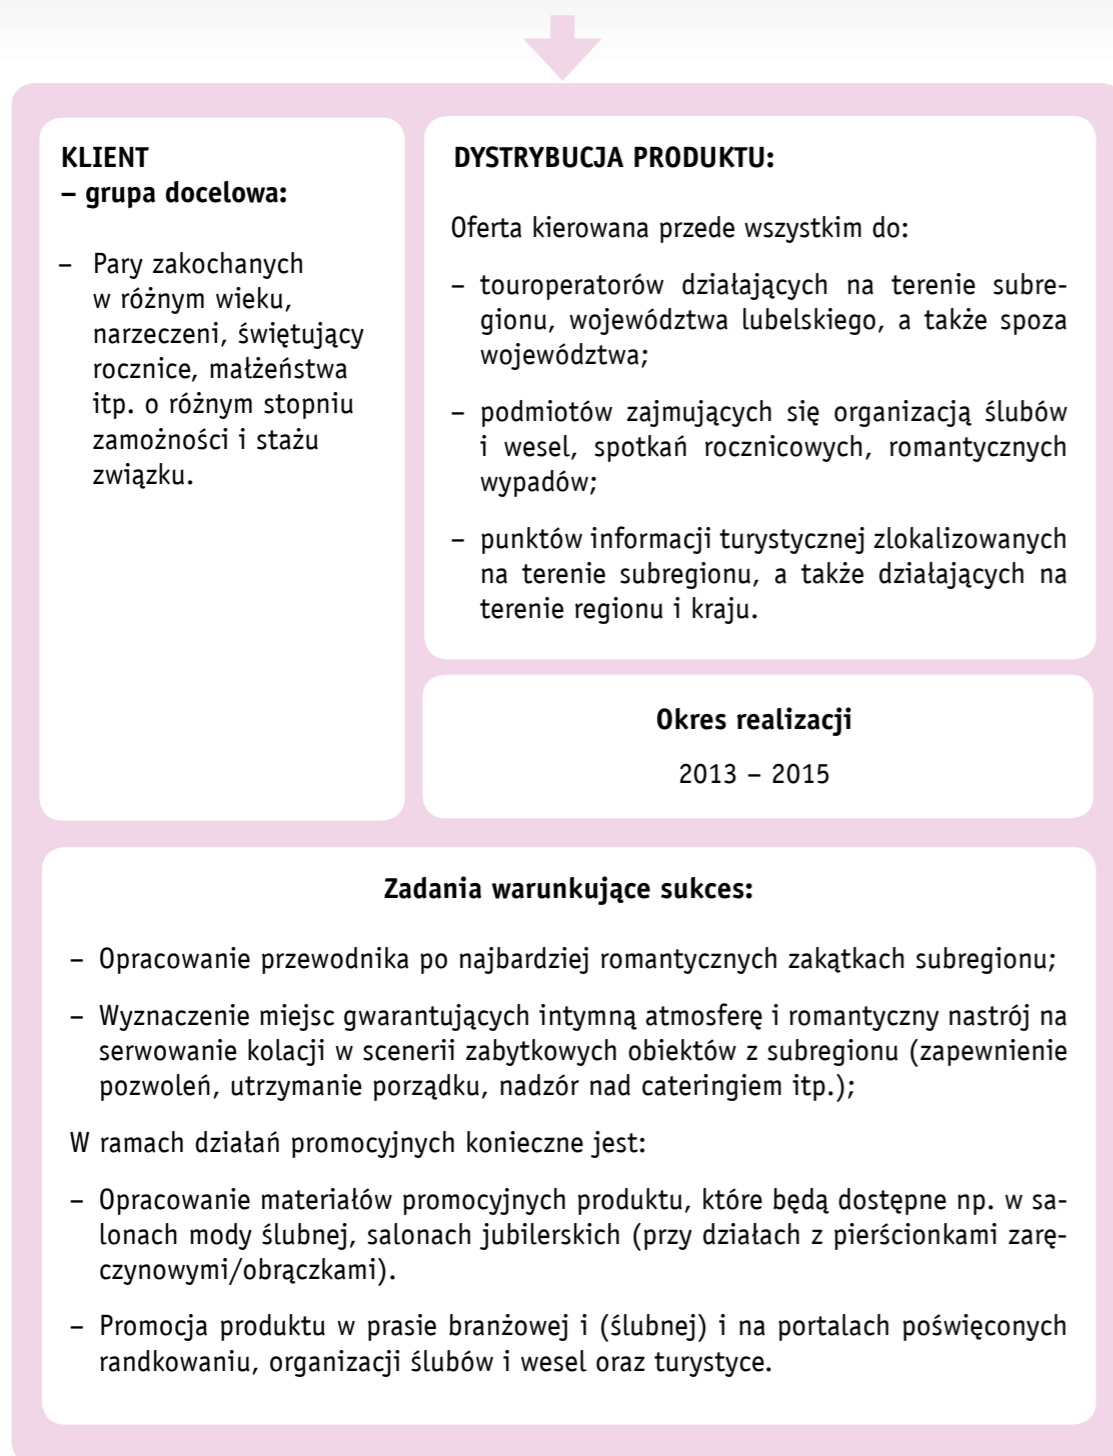 KLIENT
– grupa docelowa:
– Pary zakochanych
w różnym wieku,
narzeczeni, świętujący
rocznice, małżeństwa
itp. o różnym stopniu
zamożności i stażu
związku.
DYSTRYBUCJA PRODUKTU:
Oferta kierowana przede wszystkim do:
– touroperatorów działających na terenie subre-
gionu, województwa lubelskiego, a także spoza
województwa;
– podmiotów zajmujących się organizacją ślubów
i wesel, spotkań rocznicowych, romantycznych
wypadów;
– punktów informacji turystycznej zlokalizowanych
na terenie subregionu, a także działających na
terenie regionu i kraju.
Okres realizacji
2013 – 2015
Zadania warunkujące sukces:
– Opracowanie przewodnika po najbardziej romantycznych zakątkach subregionu;
– Wyznaczenie miejsc gwarantujących intymną atmosferę i romantyczny nastrój na
serwowanie kolacji w scenerii zabytkowych obiektów z subregionu (zapewnienie
pozwoleń, utrzymanie porządku, nadzór nad cateringiem itp.);
W ramach działań promocyjnych konieczne jest:
– Opracowanie materiałów promocyjnych produktu, które będą dostępne np. w sa-
lonach mody ślubnej, salonach jubilerskich (przy działach z pierścionkami zarę-
czynowymi/obrączkami).
– Promocja produktu w prasie branżowej i (ślubnej) i na portalach poświęconych
randkowaniu, organizacji ślubów i wesel oraz turystyce.